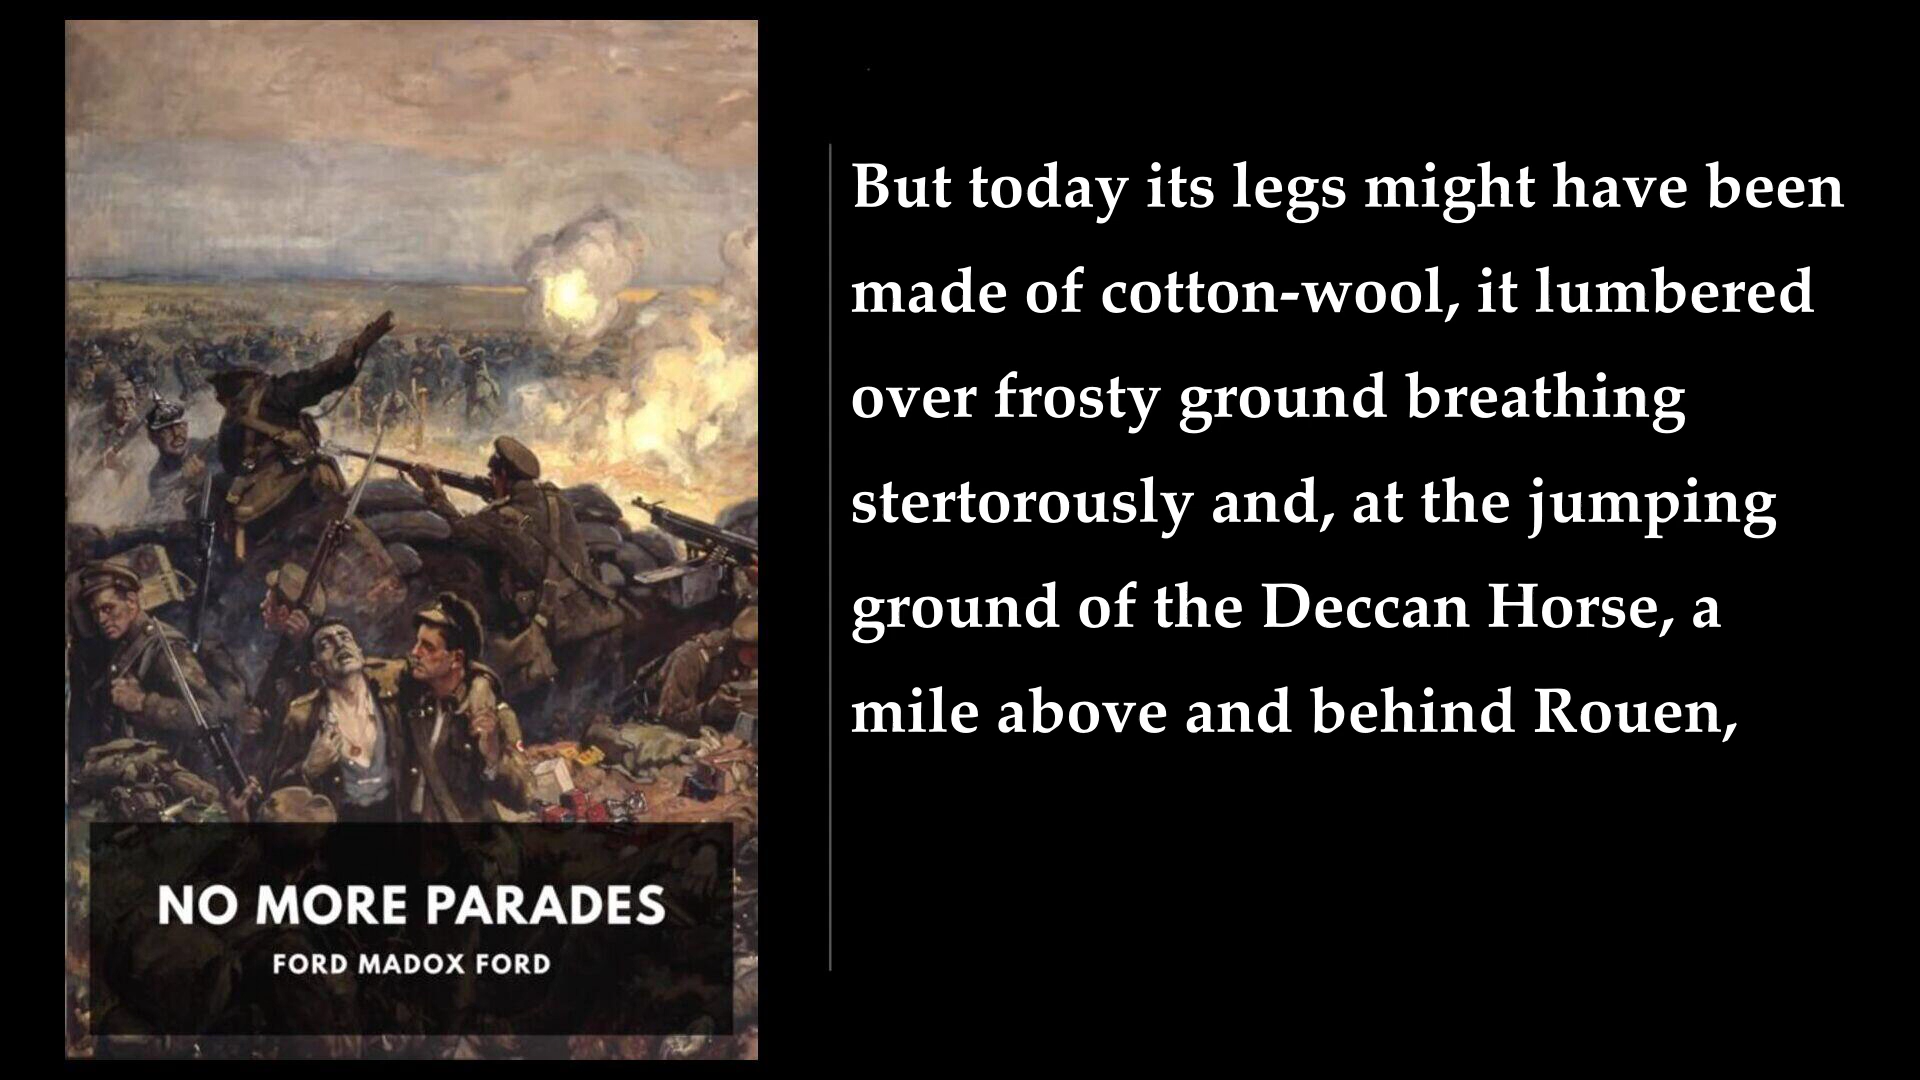 But today its legs might have been
made of cotton-wool, it lumbered
over frosty ground breathing
stertorously and, at the jumping
ground of the Deccan Horse, a
mile above and behind Rouen,
NO MORE PARADES
FORD MADOX FORD